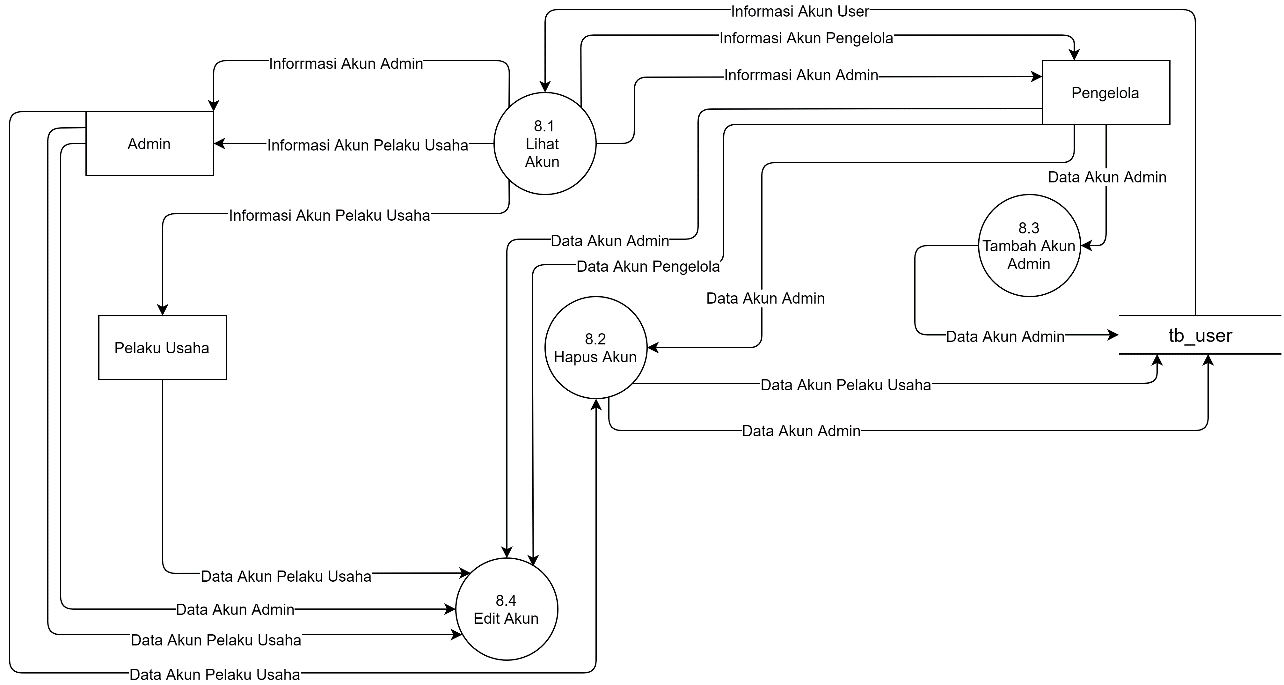 Informasi Akun User
Inforrmasi Akun Pengelola
Inforrmasi Akun Admin
Inforrmasi Akun Admin
Pengelola
8.1
Lihat
Akun
Admin
Informasi Akun Pelaku Usaha
Data Akun Admin
Informasi Akun Pelaku Usaha
8.3
Tambah Akun
Admin
Data Akun Admin
Data Akun Pengelola
Data Akun Admin
Data Akun Admin
tb_user
8.2
Hapus Akun
Pelaku Usaha
Data Akun Pelaku Usaha
Data Akun Admin
Data Akun Pelaku Usaha
8.4
Edit Akun
Data Akun Admin
Data Akun Pelaku Usaha
Data Akun Pelaku Usaha